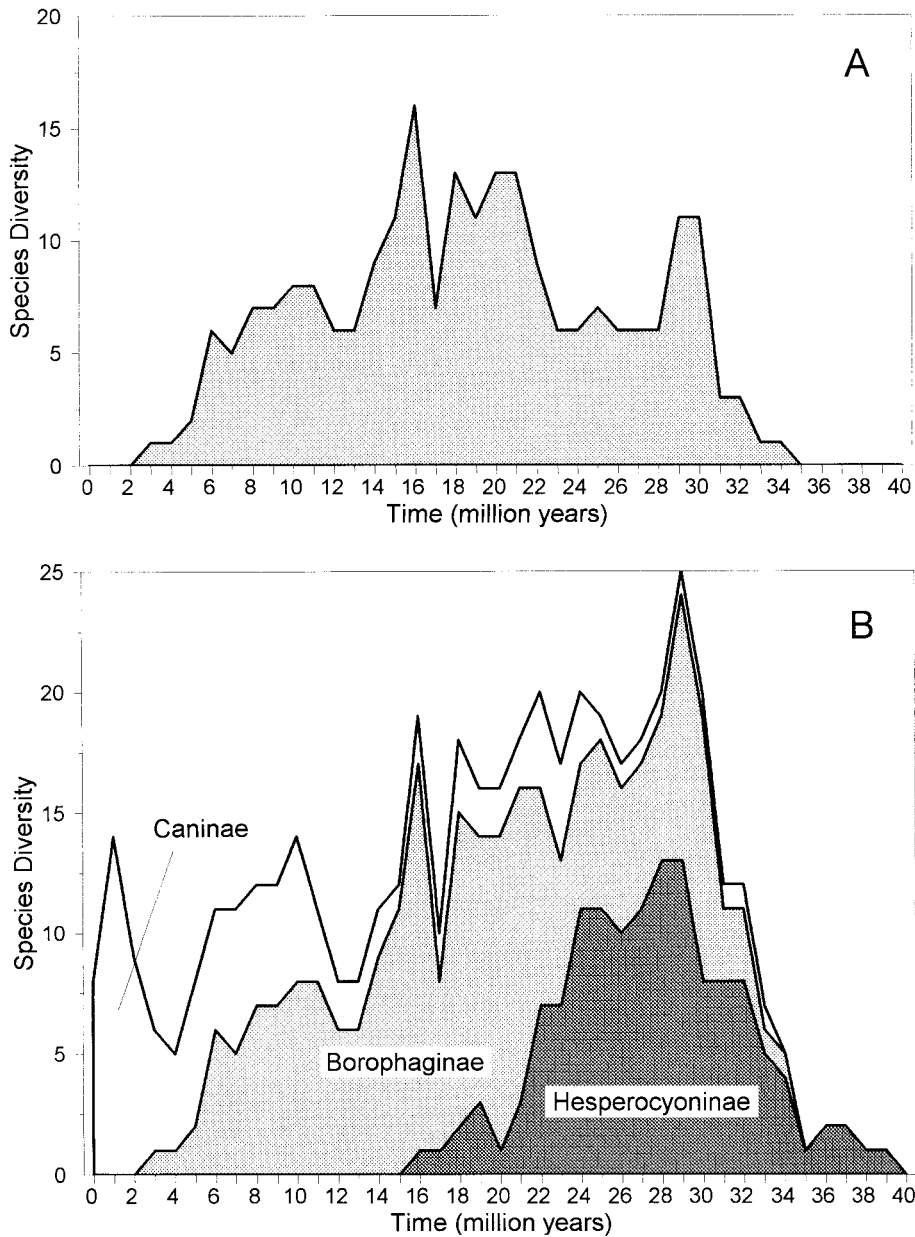 20
A
15
10
5
0
Species Diversity
0 2 4 6 8 10 12 14 16 18 20 22 24 26 28 30 32 34 36 38 40
Time (million years)
25
B
20
15
10
5
0
Species Diversity
Caninae
Borophaginae
Hesperocyoninae
0 2 4 6 8 10 12 14 16 18 20 22 24 26 28 30 32 34 36 38 40
Time (million years)